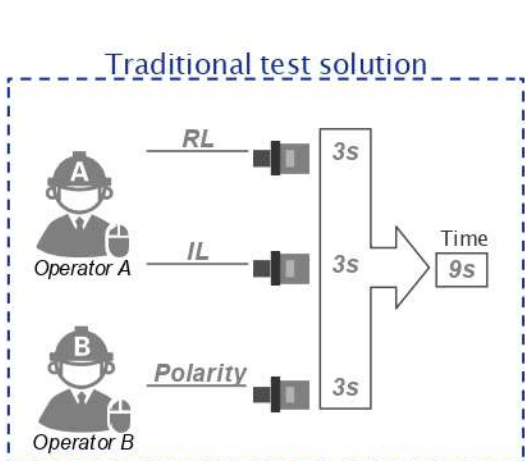 Traditional test solution
RL
3s
A
Operator A
IL
3s
Time
9s
B
Polarity
3s
Operator B